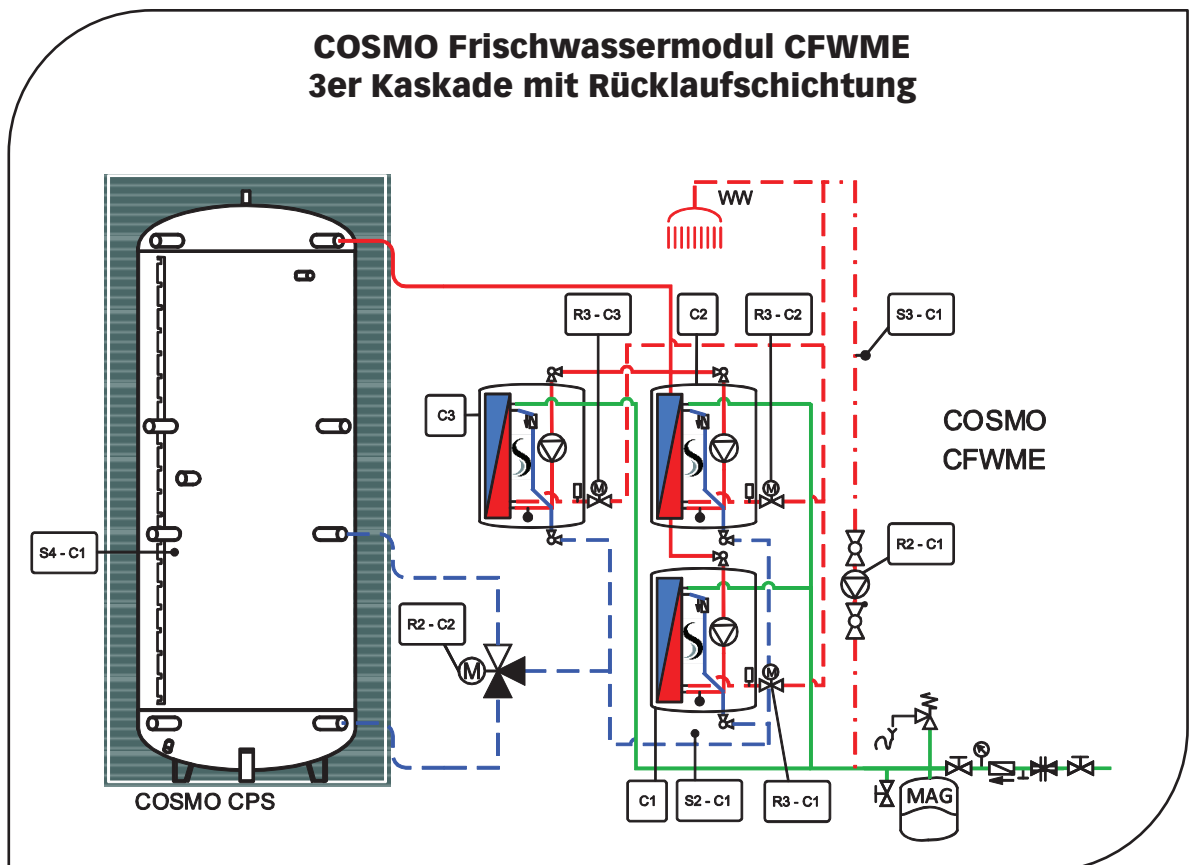 COSMO Frischwassermodul CFWME
3er Kaskade mit Rücklaufschichtung
WW
R3 - C3
C2
R3 - C2
S3 - C1
C3
COSMO
CFWME
M
M
S4 - C1
R2 - C1
R2 - C2
M
M
C1
S2 - C1
R3 - C1
MAG
COSMO CPS